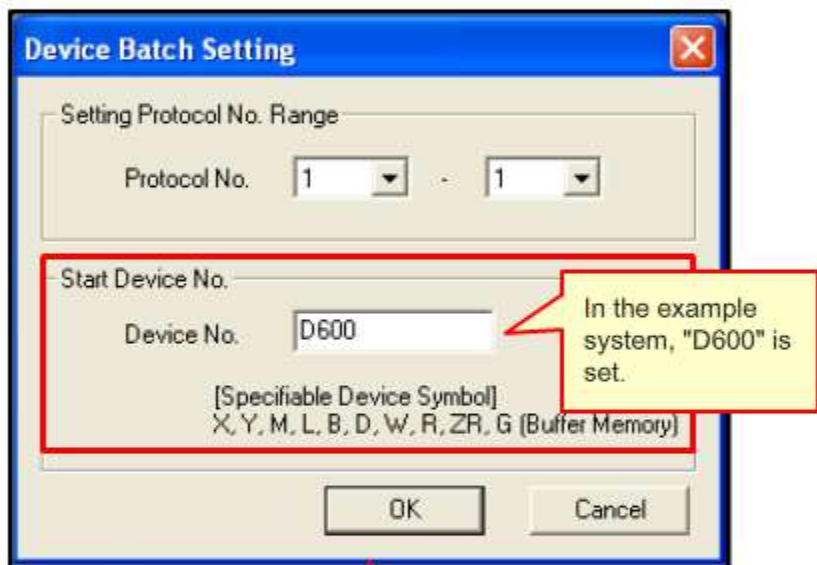 Device Batch Setting
Setting Protocol No. Range
Protocol No. 1 - 1
Start Device No.
Device No. D600
In the example
system, "D600" is
set.
[Specifiable Device Symbol]
X, Y, M, L, B, D, W, R, ZR, G (Buffer Memory)
OK Cancel